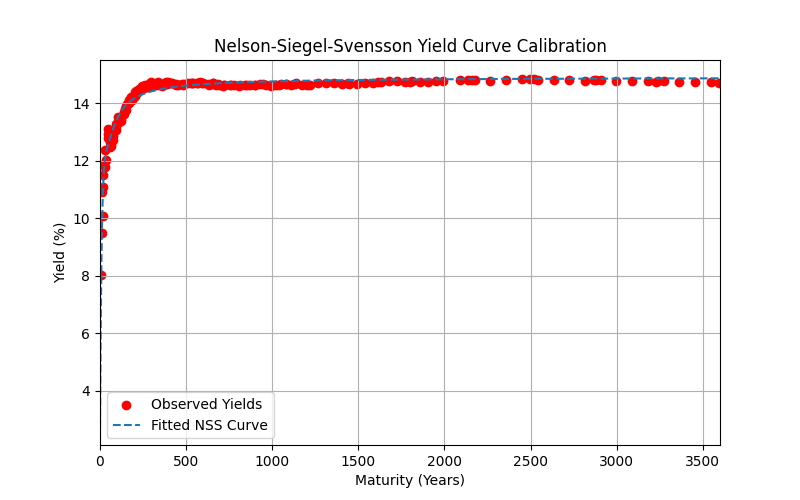 Nelson-Siegel-Svensson Yield Curve Calibration
Yield (%)
14
12
10
8
6
4
Observed Yields
Fitted NSS Curve
0 500 1000 1500 2000 2500 3000 3500
Maturity (Years)